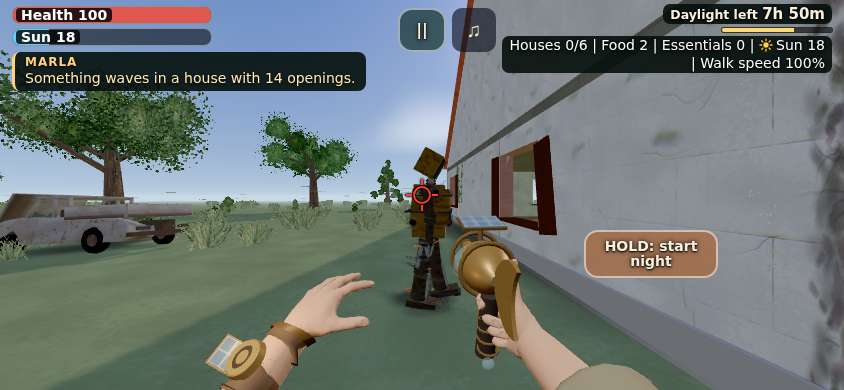 Health 100
Sun 18
MARLA
Something waves in a house with 14 openings.
Daylight left 7h 50m
Houses 0/6 | Food 2 | Essentials 0 | ☀ Sun 18
| Walk speed 100%
HOLD: start
night